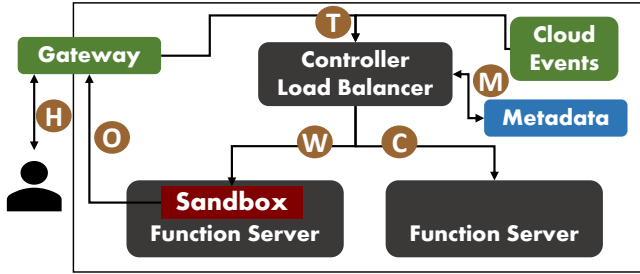 T
Gateway
Controller
Load Balancer
Cloud
Events
M
H
O
Metadata
W
C
Sandbox
Function Server
Function Server